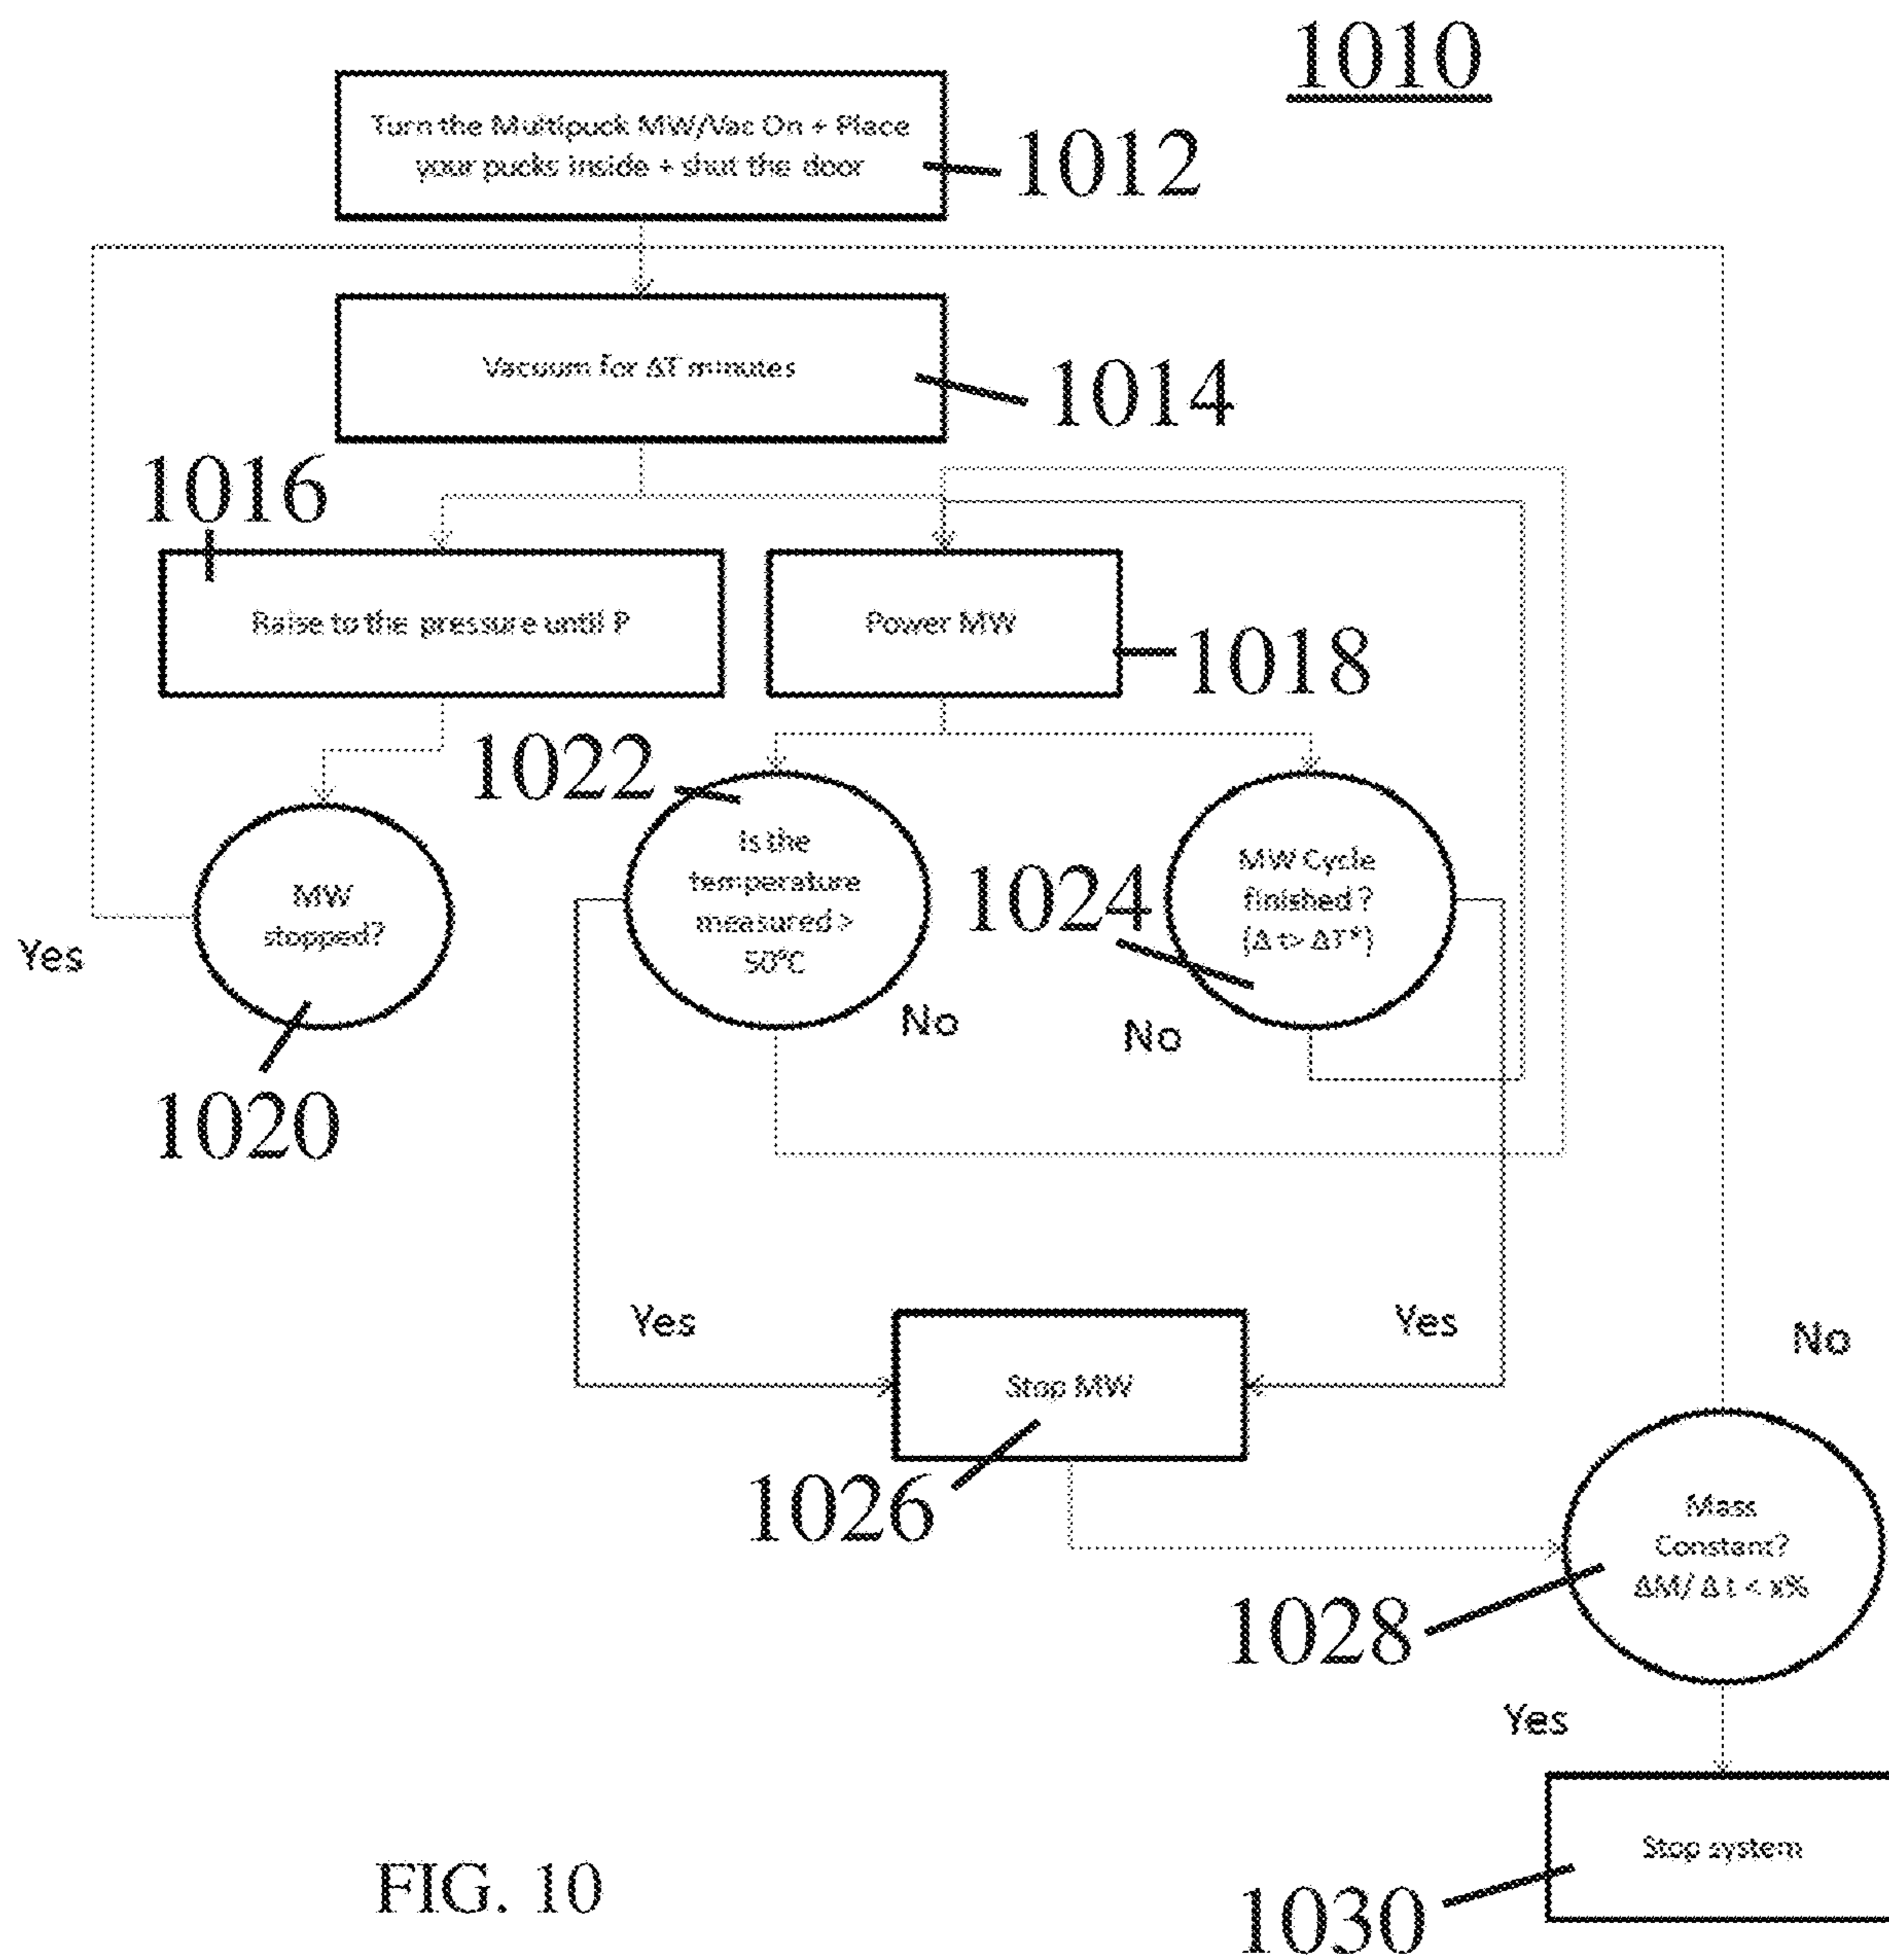 1010
Turn the Multipuck MW/Vac On + Place
your pucks inside + shut the door
1012
Vacuum for ΔT minutes
1014
1016
Raise to the pressure until P
Power MW
1018
1022
Is the
temperature
measured >
50°C
1024
MW Cycle
finished ?
(Δ t> ΔT*)
MW
stopped?
Yes
No
No
1020
Yes
Yes
No
Stop MW
1026
Mass
Constant?
ΔM/ Δ t < x%
1028
Yes
Stop system
FIG. 10
1030